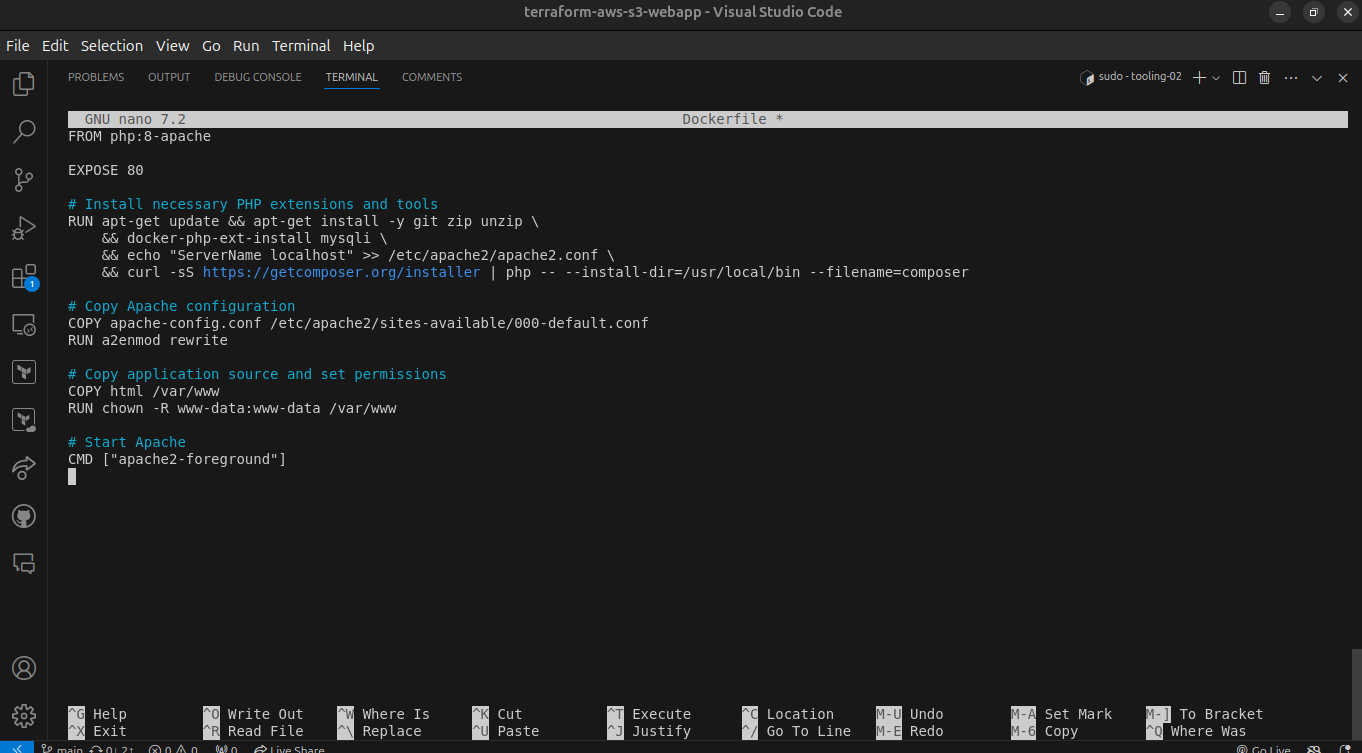 terraform-aws-s3-webapp - Visual Studio Code
File Edit Selection View Go Run Terminal Help
PROBLEMS OUTPUT DEBUG CONSOLE TERMINAL COMMENTS
sudo - tooling-02
GNU nano 7.2 Dockerfile *
FROM php:8-apache
EXPOSE 80
# Install necessary PHP extensions and tools
RUN apt-get update && apt-get install -y git zip unzip \
&& docker-php-ext-install mysqli \
&& echo "ServerName localhost" >> /etc/apache2/apache2.conf \
&& curl -sS https://getcomposer.org/installer | php -- --install-dir=/usr/local/bin --filename=composer
# Copy Apache configuration
COPY apache-config.conf /etc/apache2/sites-available/000-default.conf
RUN a2enmod rewrite
# Copy application source and set permissions
COPY html /var/www
RUN chown -R www-data:www-data /var/www
# Start Apache
CMD ["apache2-foreground"]
1
^G Help ^O Write Out ^W Where Is ^K Cut ^T Execute ^C Location M-U Undo M-A Set Mark M-] To Bracket
^X Exit ^R Read File ^\ Replace ^U Paste ^J Justify ^/ Go To Line M-E Redo M-6 Copy ^Q Where Was
main 0↓ 2↑ 0 0 0 Live Share Go Live